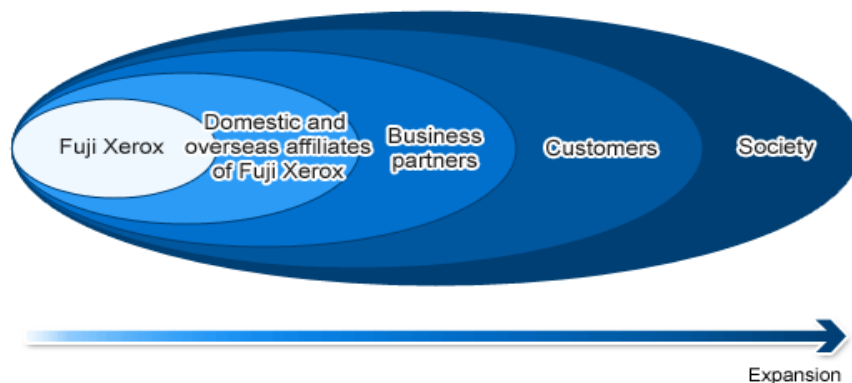 Fuji Xerox
Domestic and
overseas affiliates
of Fuji Xerox
Business
partners
Customers
Society
Expansion